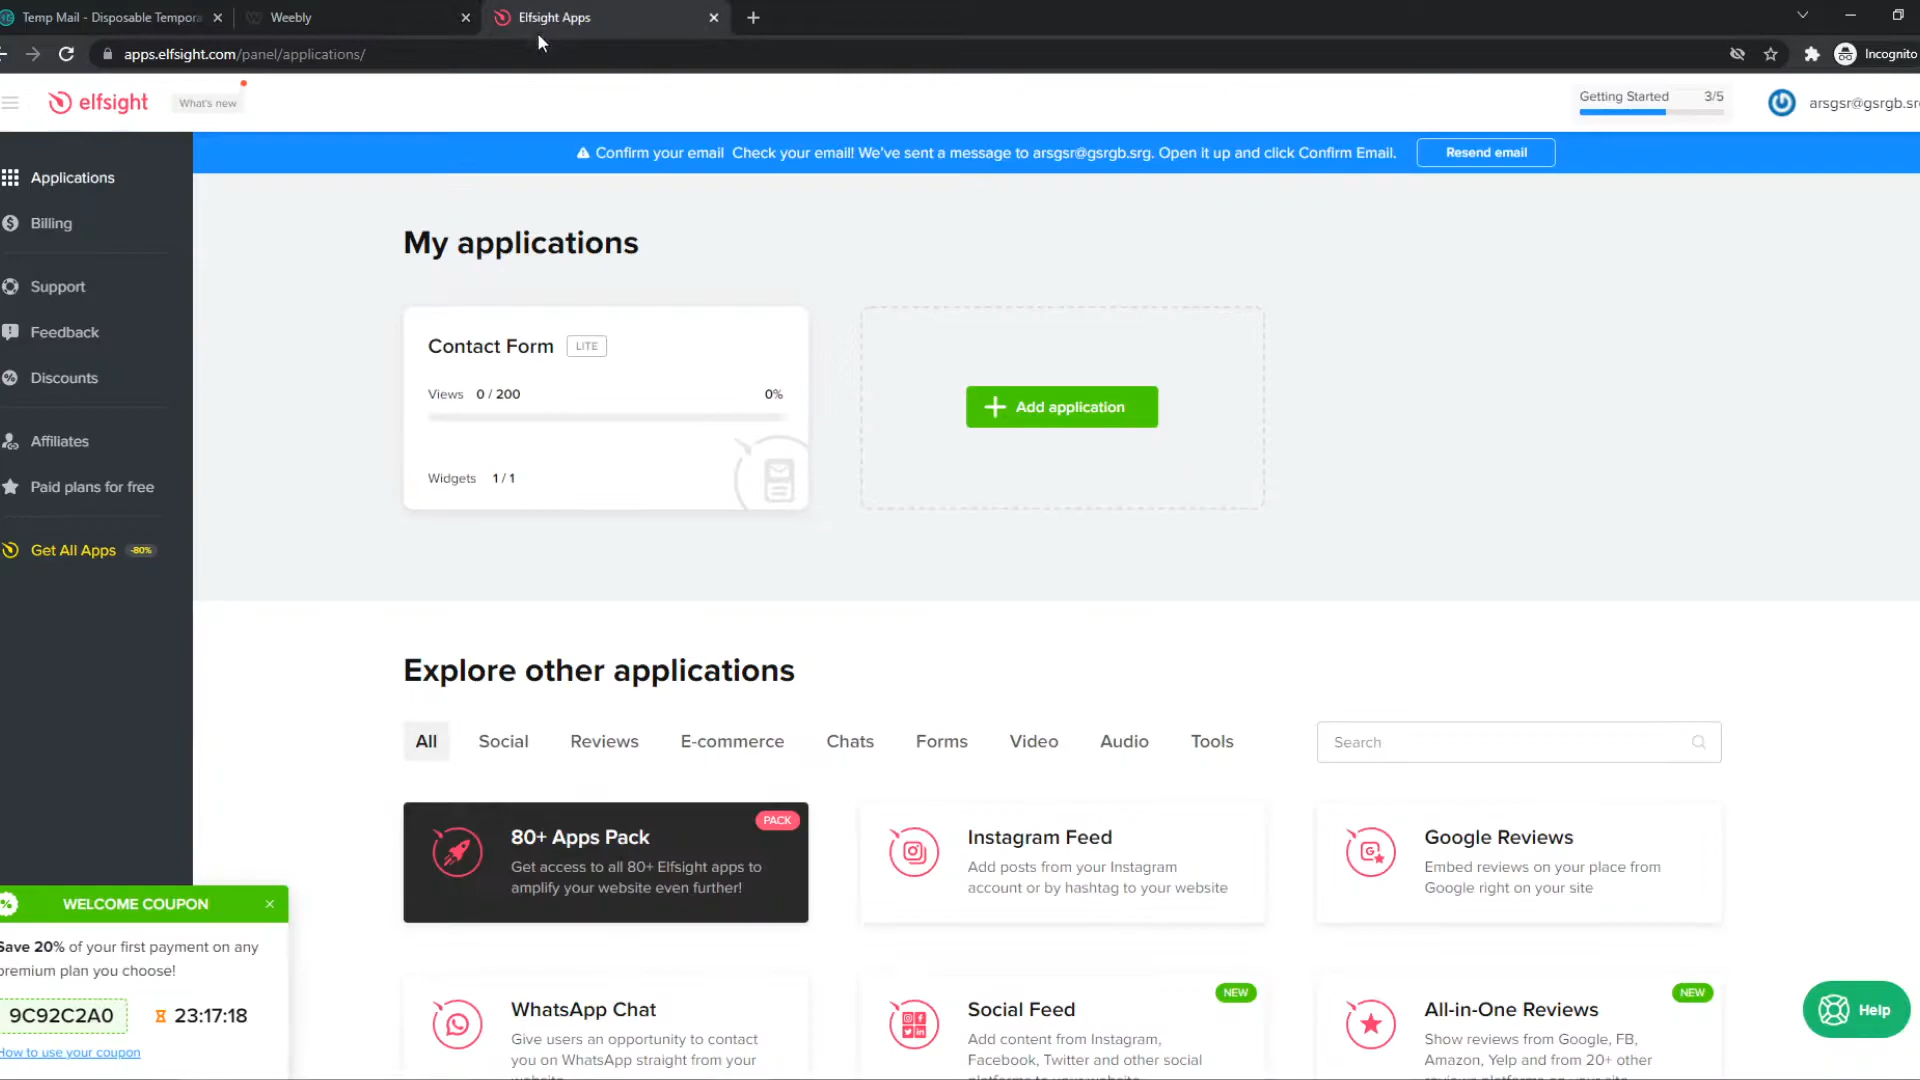 Temp Mail - Disposable Tempora
Weebly
Elfsight Apps
apps.elfsight.com/panel/applications/
Incognito
elfsight
What's new
Getting Started 3/5
arsgsr@gsrgb.sr
Confirm your email Check your email! We've sent a message to arsgsr@gsrgb.srg. Open it up and click Confirm Email.
Resend email
Applications
Billing
Support
Feedback
Discounts
Affiliates
Paid plans for free
Get All Apps -80%
My applications
Contact Form LITE
Views 0 / 200 0%
Widgets 1 / 1
Add application
Explore other applications
All Social Reviews E-commerce Chats Forms Video Audio Tools
Search
80+ Apps Pack
PACK
Get access to all 80+ Elfsight apps to
amplify your website even further!
Instagram Feed
Add posts from your Instagram
account or by hashtag to your website
Google Reviews
Embed reviews on your place from
Google right on your site
WhatsApp Chat
Give users an opportunity to contact
you on WhatsApp straight from your
Social Feed
NEW
Add content from Instagram,
Facebook, Twitter and other social
All-in-One Reviews
NEW
Show reviews from Google, FB,
Amazon, Yelp and from 20+ other
WELCOME COUPON
Save 20% of your first payment on any
premium plan you choose!
9C92C2A0 23:17:18
How to use your coupon
Help